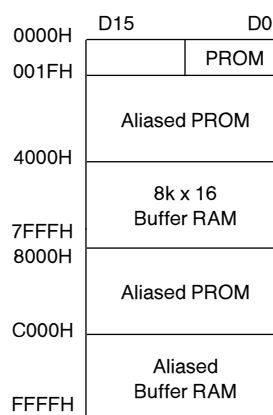 D15 D0
0000H
PROM
001FH
Aliased PROM
4000H
8k x 16
Buffer RAM
7FFFH
8000H
Aliased PROM
C000H
Aliased
Buffer RAM
FFFFH